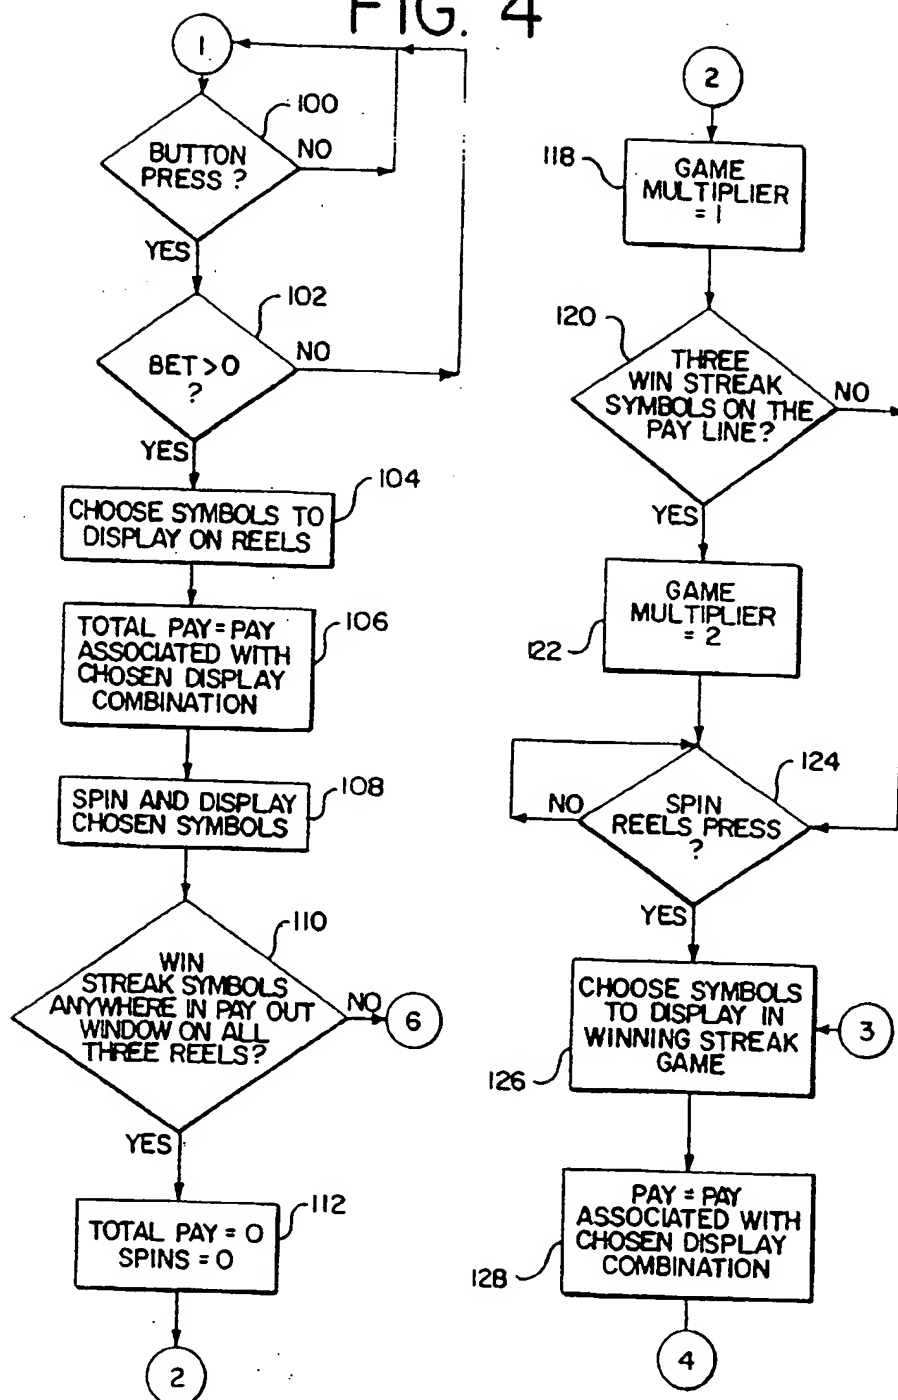 FIG. 4
1
100
BUTTON
PRESS ?
NO
YES
102
BET > 0
?
NO
YES
104
CHOOSE SYMBOLS TO
DISPLAY ON REELS
106
TOTAL PAY = PAY
ASSOCIATED WITH
CHOSEN DISPLAY
COMBINATION
108
SPIN AND DISPLAY
CHOSEN SYMBOLS
110
WIN
STREAK SYMBOLS
ANYWHERE IN PAY OUT
WINDOW ON ALL
THREE REELS?
NO
6
YES
112
TOTAL PAY = 0
SPINS = 0
2
2
118
GAME
MULTIPLIER
= 1
120
THREE
WIN STREAK
SYMBOLS ON THE
PAY LINE?
NO
YES
GAME
MULTIPLIER
= 2
122
124
SPIN
REELS PRESS
?
NO
YES
CHOOSE SYMBOLS
TO DISPLAY IN
WINNING STREAK
GAME
3
126
PAY = PAY
ASSOCIATED WITH
CHOSEN DISPLAY
COMBINATION
128
4